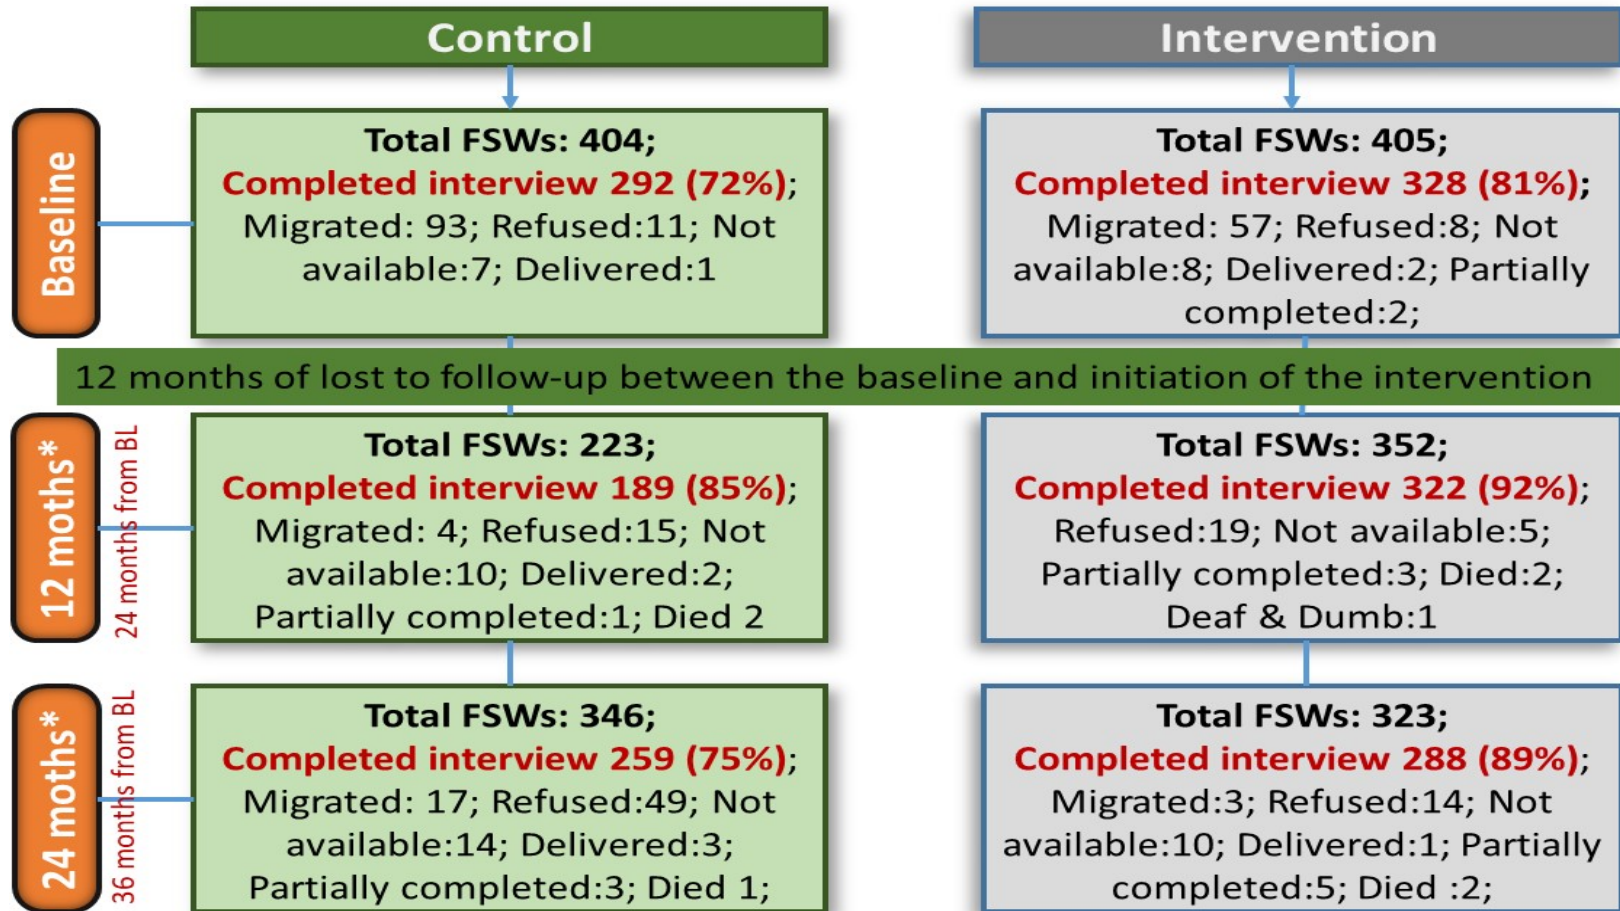 Control
Intervention
Baseline
Total FSWs: 404;
Completed interview 292 (72%);
Migrated: 93; Refused:11; Not
available:7; Delivered:1
Total FSWs: 405;
Completed interview 328 (81%);
Migrated: 57; Refused:8; Not
available:8; Delivered:2; Partially
completed:2;
12 months of lost to follow-up between the baseline and initiation of the intervention
12 moths*
24 months from BL
Total FSWs: 223;
Completed interview 189 (85%);
Migrated: 4; Refused:15; Not
available:10; Delivered:2;
Partially completed:1; Died 2
Total FSWs: 352;
Completed interview 322 (92%);
Refused:19; Not available:5;
Partially completed:3; Died:2;
Deaf & Dumb:1
24 moths*
36 months from BL
Total FSWs: 346;
Completed interview 259 (75%);
Migrated: 17; Refused:49; Not
available:14; Delivered:3;
Partially completed:3; Died 1;
Total FSWs: 323;
Completed interview 288 (89%);
Migrated:3; Refused:14; Not
available:10; Delivered:1; Partially
completed:5; Died :2;